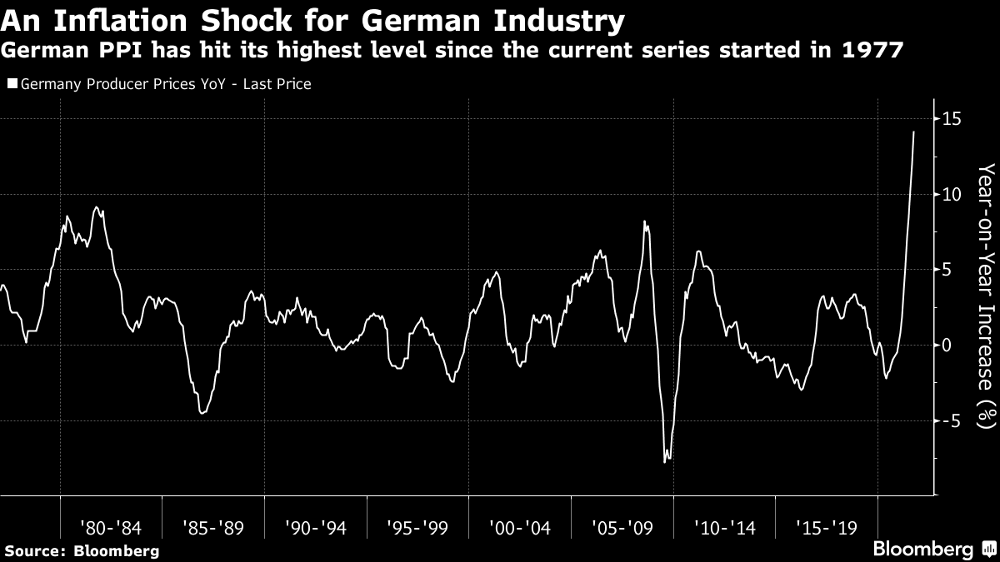 An Inflation Shock for German Industry
German PPI has hit its highest level since the current series started in 1977
Germany Producer Prices YoY - Last Price
15
10
5
0
-5
Year-on-Year Increase (%)
'80-'84 '85-'89 '90-'94 '95-'99 '00-'04 '05-'09 '10-'14 '15-'19
Source: Bloomberg
Bloomberg